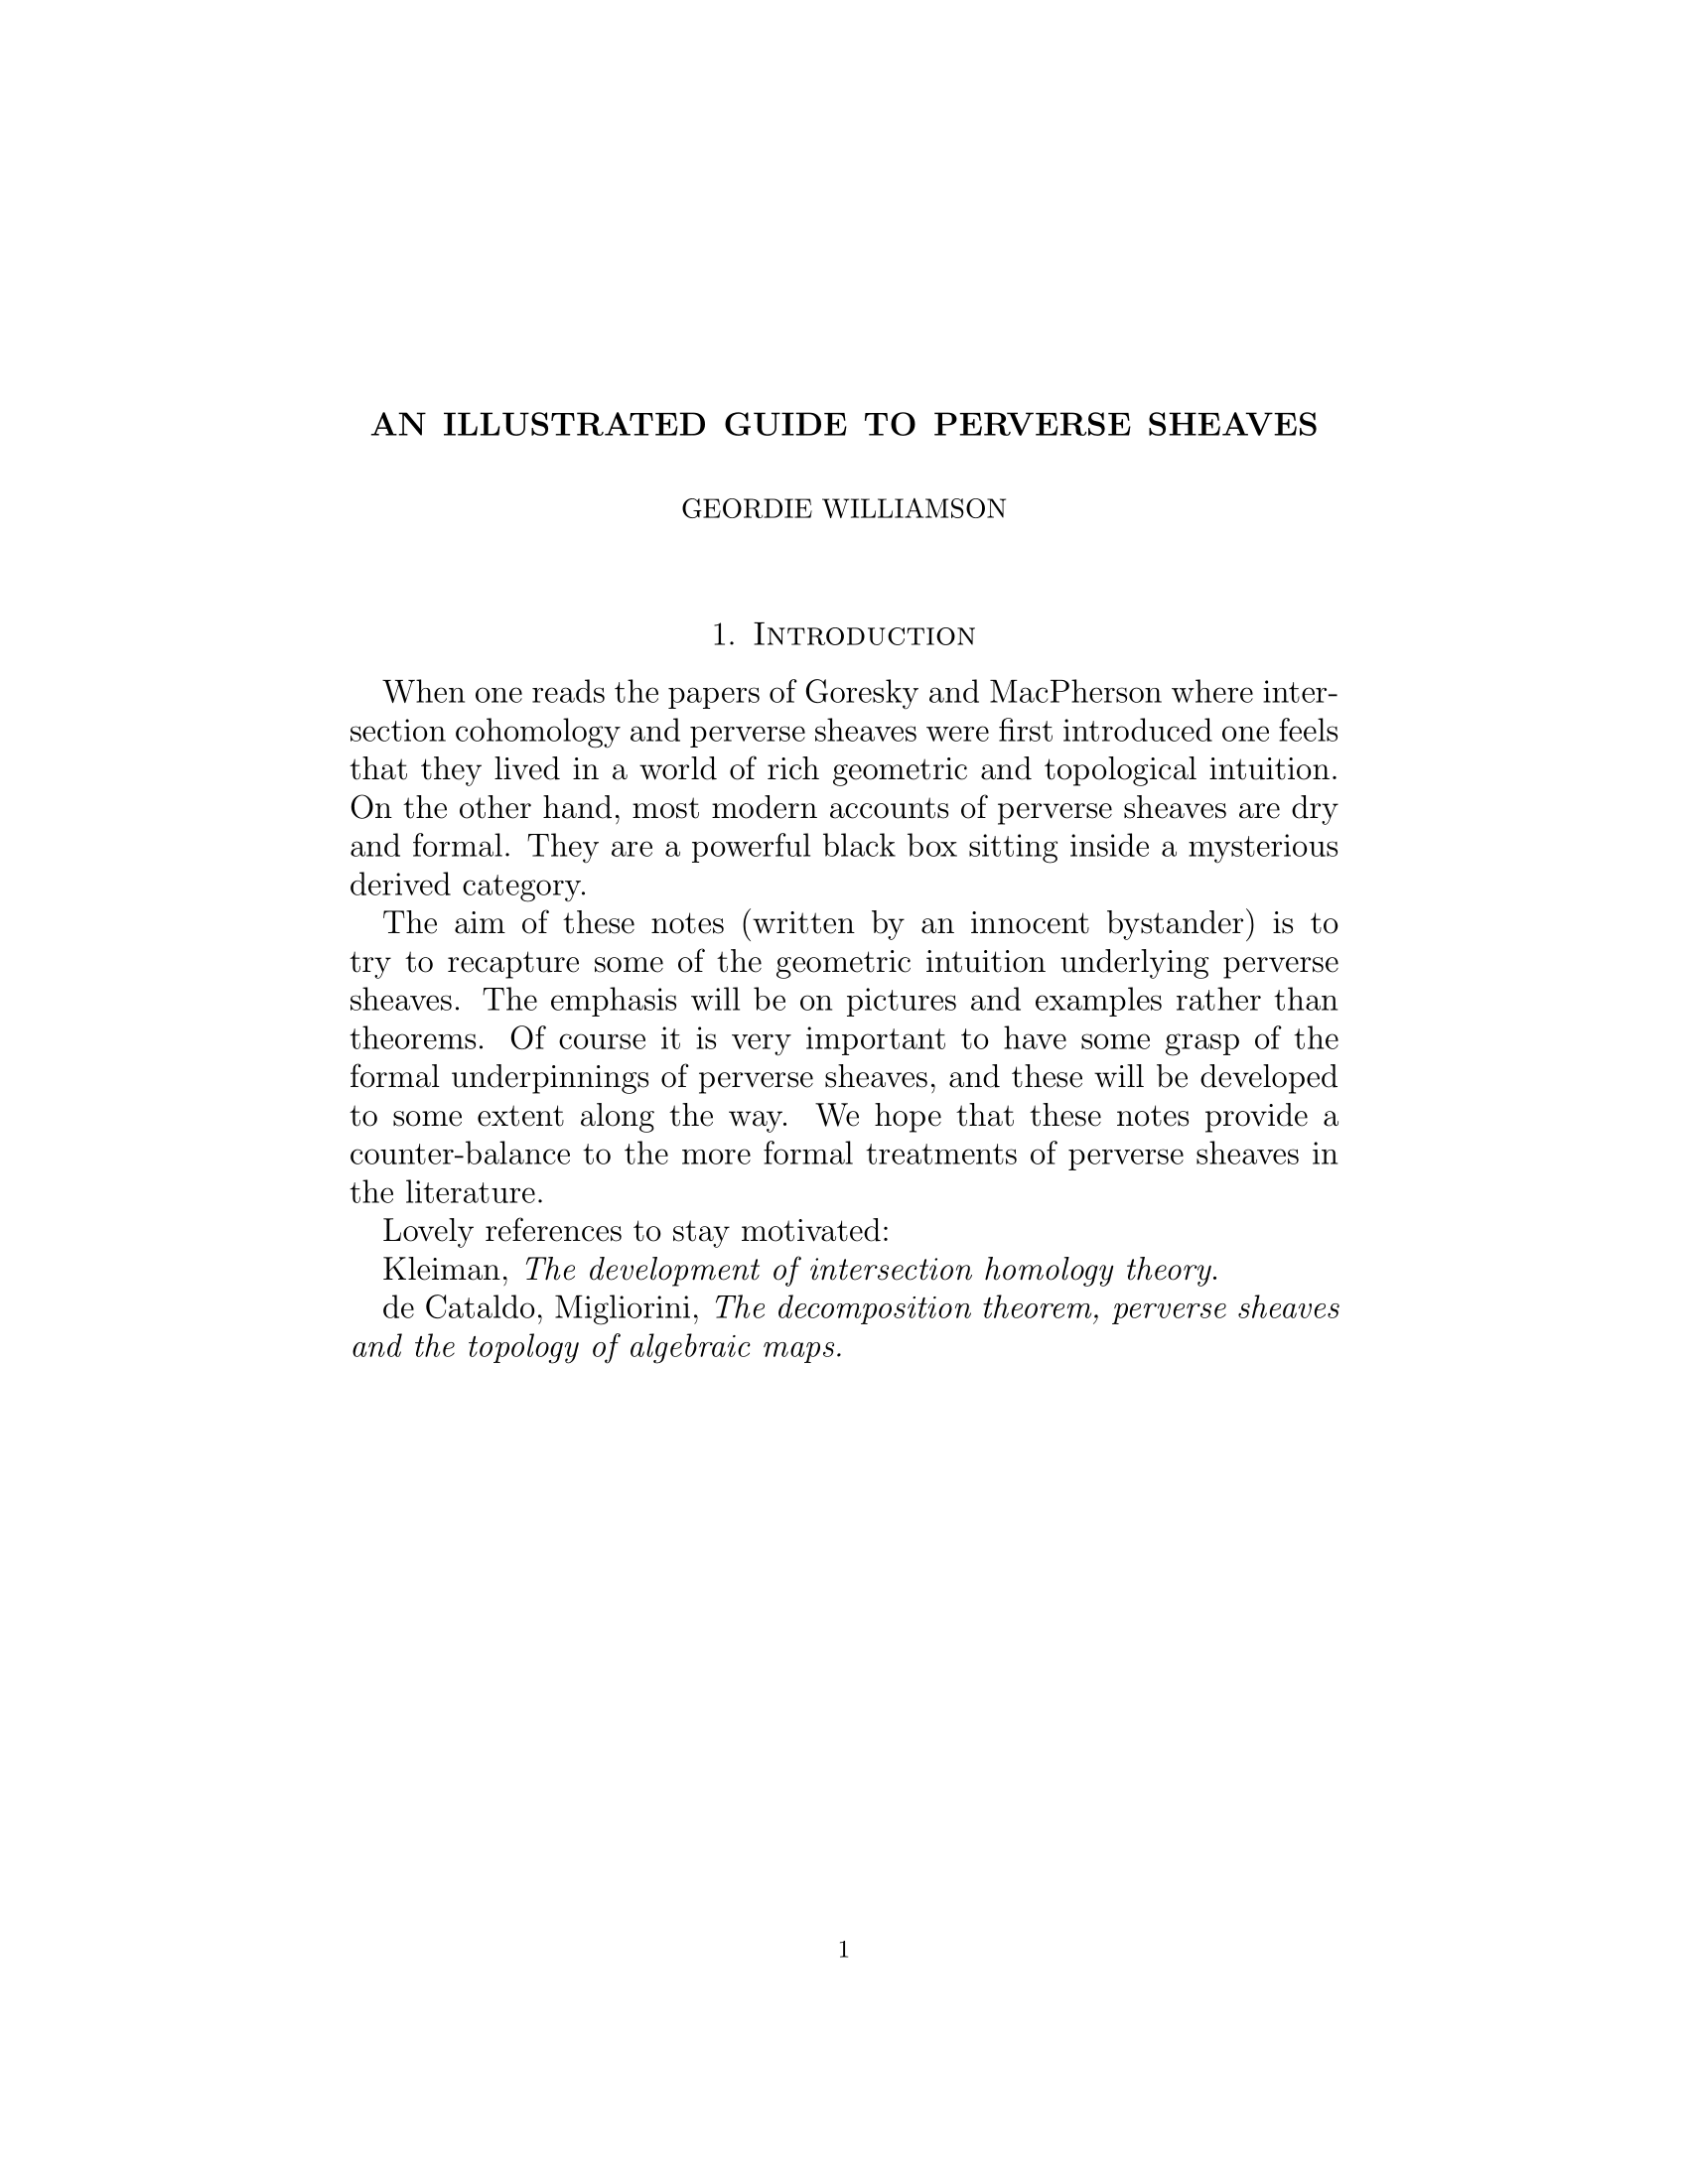 AN ILLUSTRATED GUIDE TO PERVERSE SHEAVES
GEORDIE WILLIAMSON
1. Introduction
When one reads the papers of Goresky and MacPherson where inter-
section cohomology and perverse sheaves were first introduced one feels
that they lived in a world of rich geometric and topological intuition.
On the other hand, most modern accounts of perverse sheaves are dry
and formal. They are a powerful black box sitting inside a mysterious
derived category.
The aim of these notes (written by an innocent bystander) is to
try to recapture some of the geometric intuition underlying perverse
sheaves. The emphasis will be on pictures and examples rather than
theorems. Of course it is very important to have some grasp of the
formal underpinnings of perverse sheaves, and these will be developed
to some extent along the way. We hope that these notes provide a
counter-balance to the more formal treatments of perverse sheaves in
the literature.
Lovely references to stay motivated:
Kleiman, The development of intersection homology theory.
de Cataldo, Migliorini, The decomposition theorem, perverse sheaves
and the topology of algebraic maps.
1